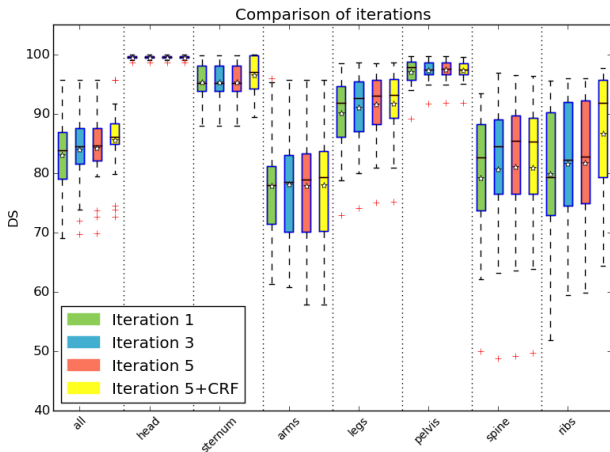 Comparison of iterations
100
90
80
70
60
50
40
DS
Iteration 1
Iteration 3
Iteration 5
Iteration 5+CRF
all
head
sternum
arms
legs
pelvis
spine
ribs